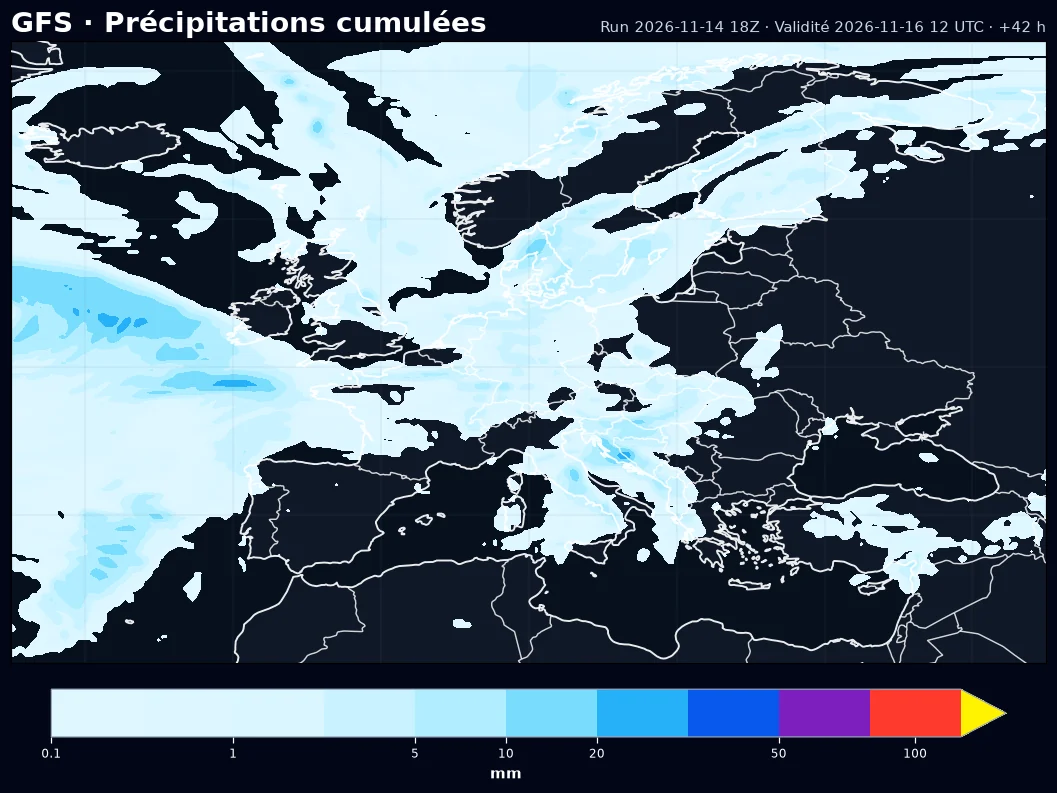 GFS · Précipitations cumulées
Run 2026-11-14 18Z · Validité 2026-11-16 12 UTC · +42 h
0.1 1 5 10 20 50 100
mm